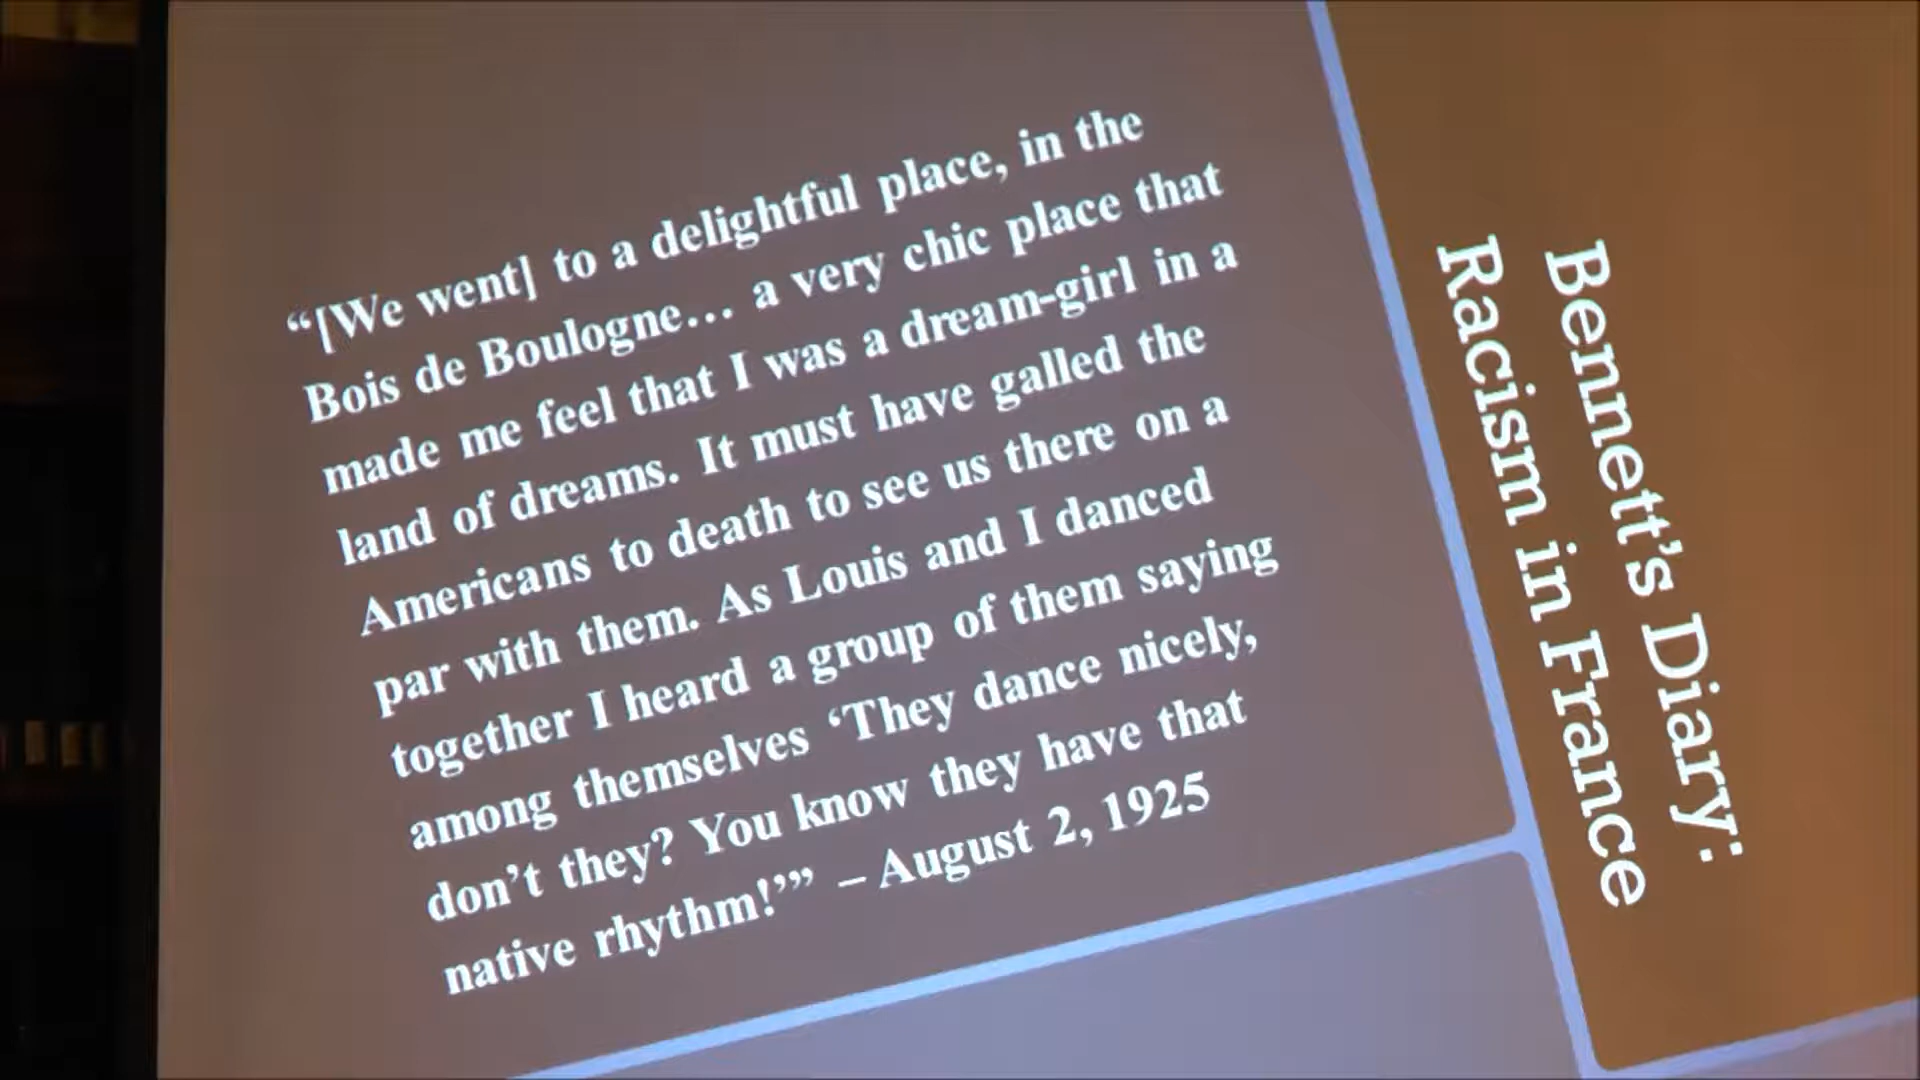 Bennett’s Diary:
Racism in France
“[We went] to a delightful place, in the
Bois de Boulogne… a very chic place that
made me feel that I was a dream-girl in a
land of dreams. It must have galled the
Americans to death to see us there on a
par with them. As Louis and I danced
together I heard a group of them saying
among themselves ‘They dance nicely,
don’t they? You know they have that
native rhythm!’” – August 2, 1925